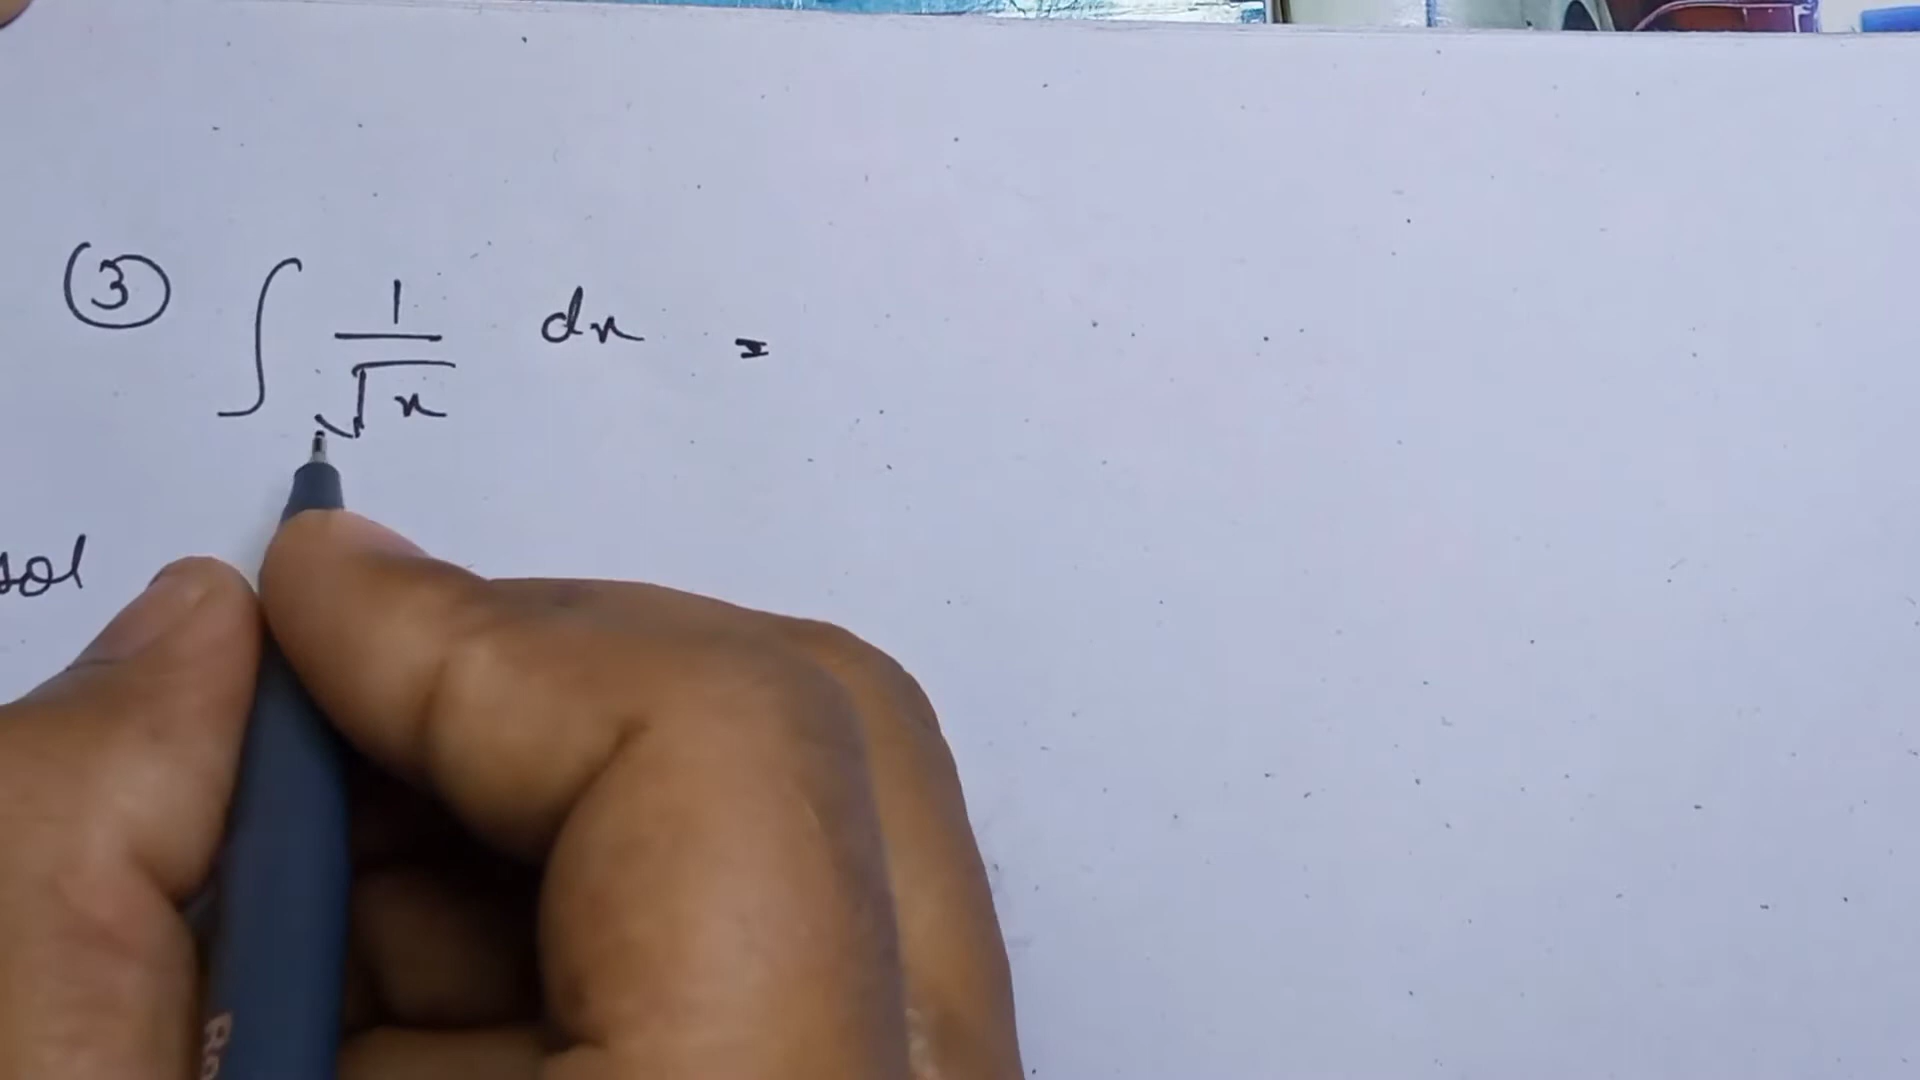 ③ ∫ 1/√x dx =
sol